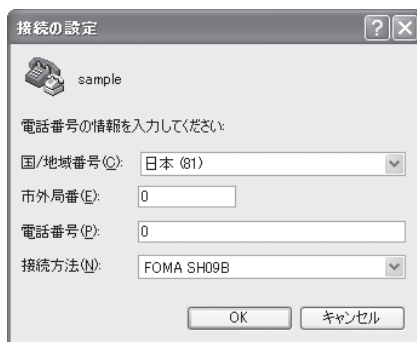 接続の設定
sample
電話番号の情報を入力してください:
国/地域番号(C): 日本 (81)
市外局番(E): 0
電話番号(P): 0
接続方法(N): FOMA SH09B
OK キャンセル